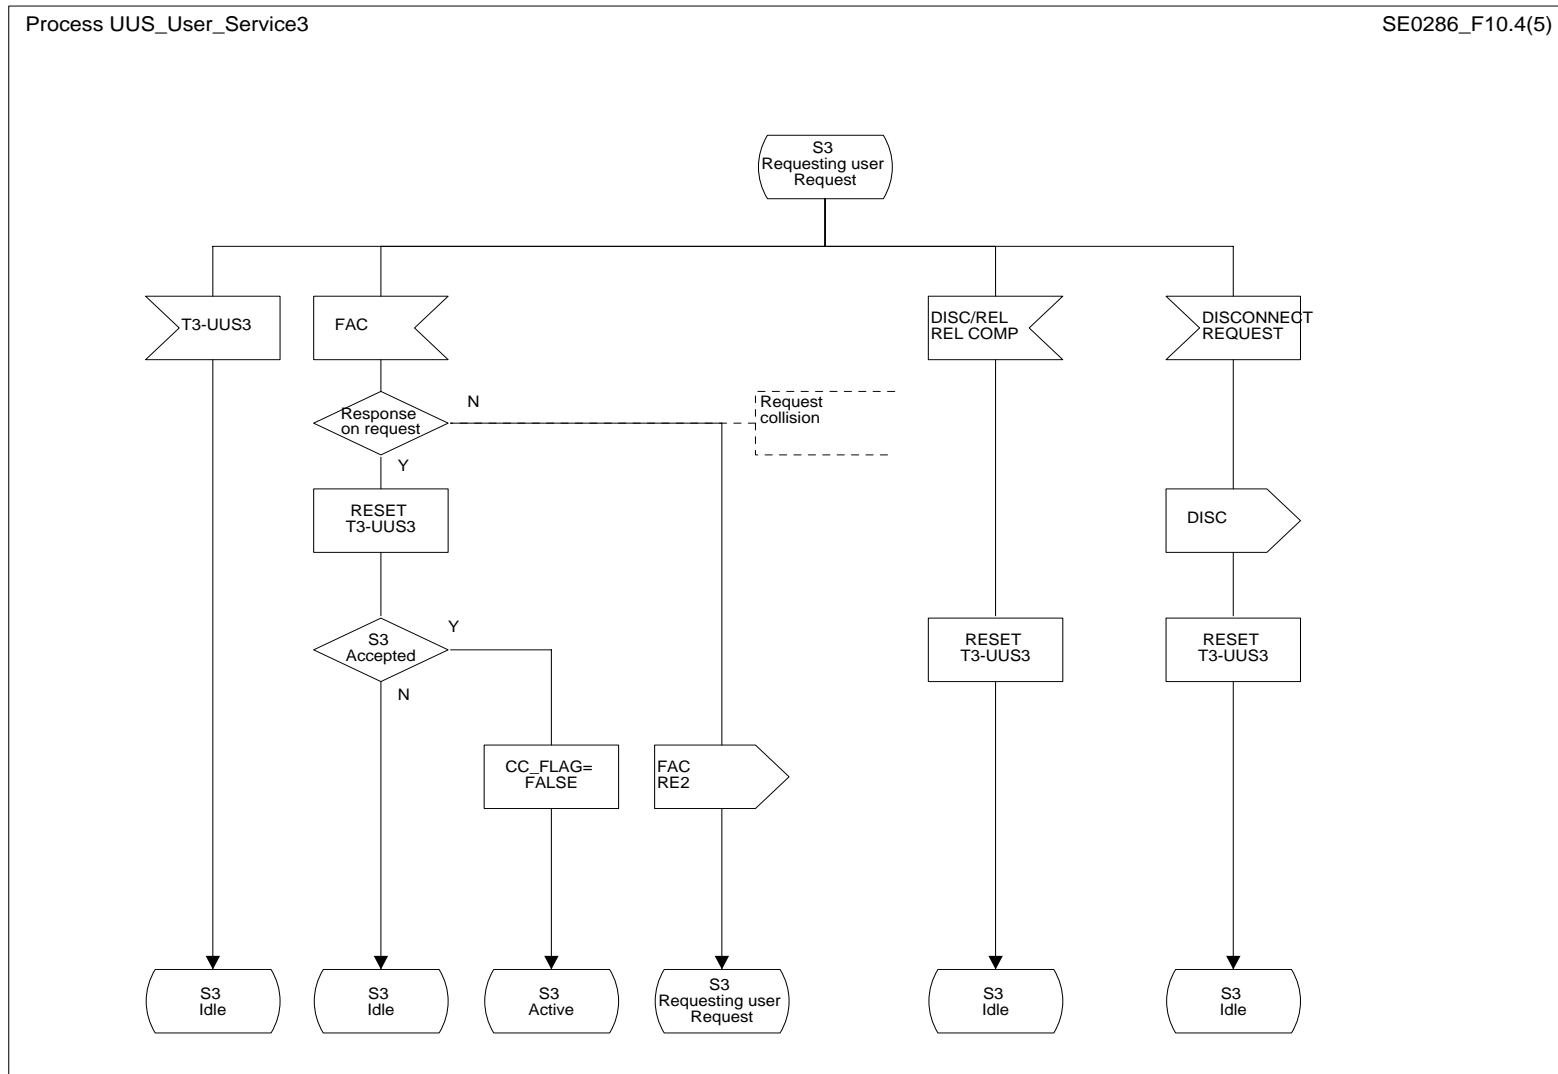 Process UUS_User_Service3
SE0286_F10.4(5)
S3
Requesting user
Request
T3-UUS3
FAC
DISC/REL
REL COMP
DISCONNECT
REQUEST
Response
on request
N
Request
collision
Y
RESET
T3-UUS3
DISC
S3
Accepted
Y
N
RESET
T3-UUS3
RESET
T3-UUS3
CC_FLAG=
FALSE
FAC
RE2
S3
Idle
S3
Idle
S3
Active
S3
Requesting user
Request
S3
Idle
S3
Idle